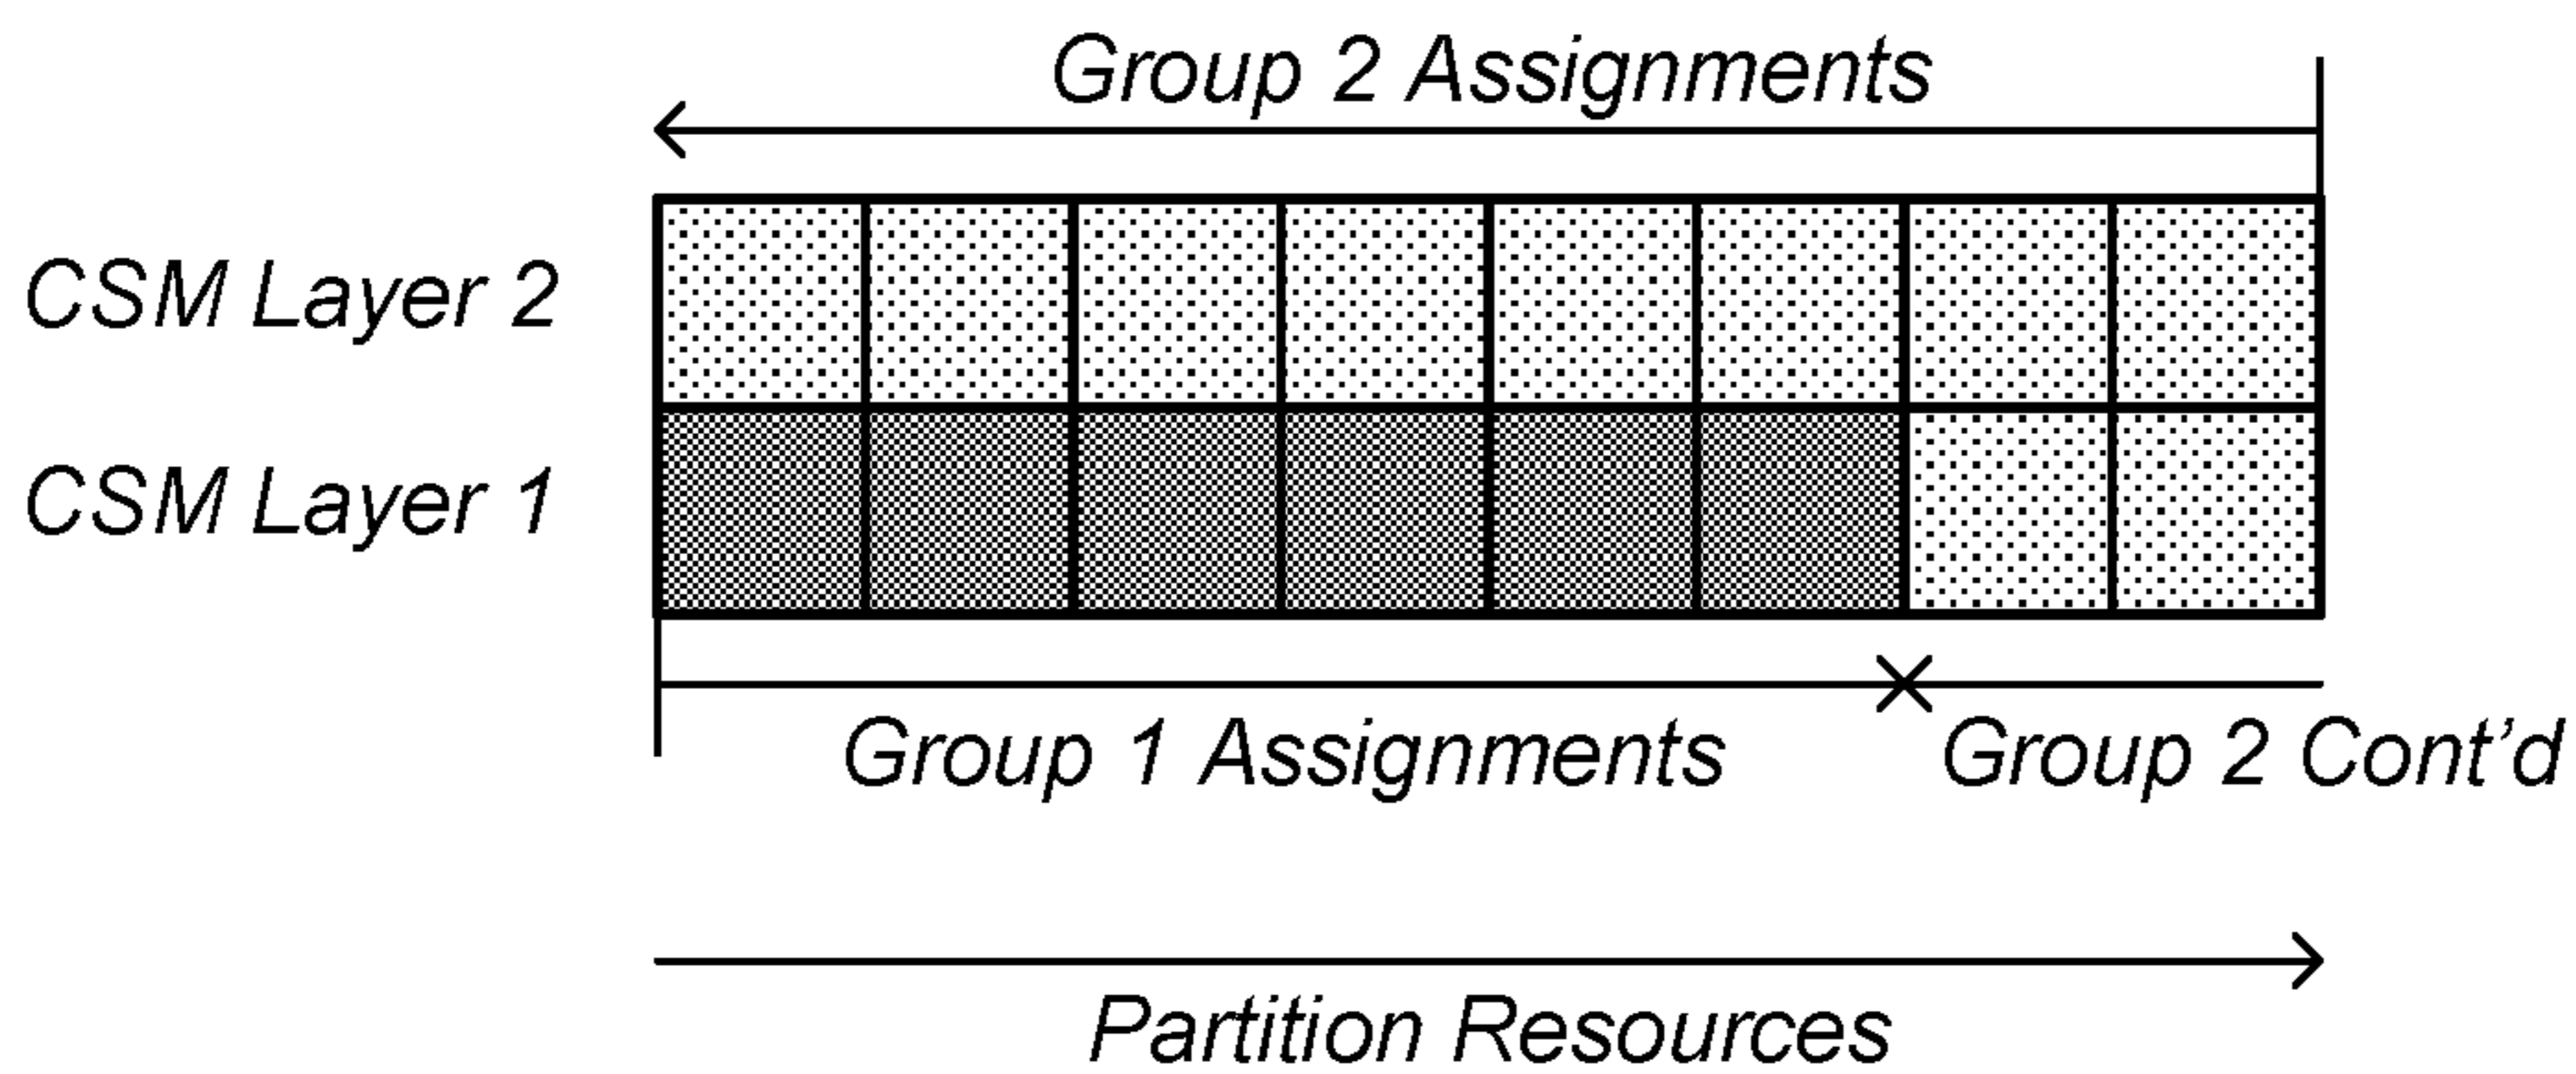 Group 2 Assignments
CSM Layer 2
CSM Layer 1
Group 1 Assignments
Group 2 Cont’d
Partition Resources